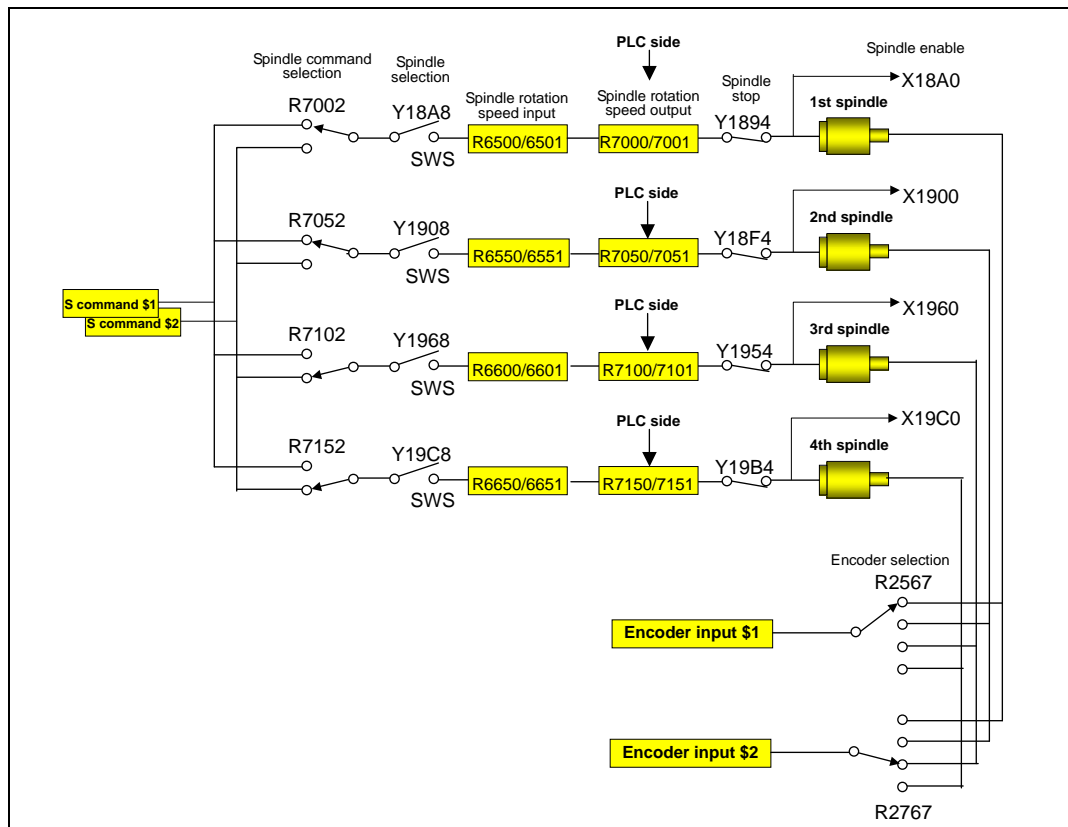 PLC side
Spindle enable
X18A0
Spindle command
selection
Spindle
selection
Spindle rotation
speed input
Spindle rotation
speed output
Spindle
stop
R7002
Y18A8
SWS
R6500/6501
R7000/7001
Y1894
1st spindle
PLC side
X1900
R7052
Y1908
SWS
R6550/6551
R7050/7051
Y18F4
2nd spindle
S command $1
S command $2
PLC side
X1960
R7102
Y1968
SWS
R6600/6601
R7100/7101
Y1954
3rd spindle
PLC side
X19C0
R7152
Y19C8
SWS
R6650/6651
R7150/7151
Y19B4
4th spindle
Encoder selection
R2567
Encoder input $1
Encoder input $2
R2767